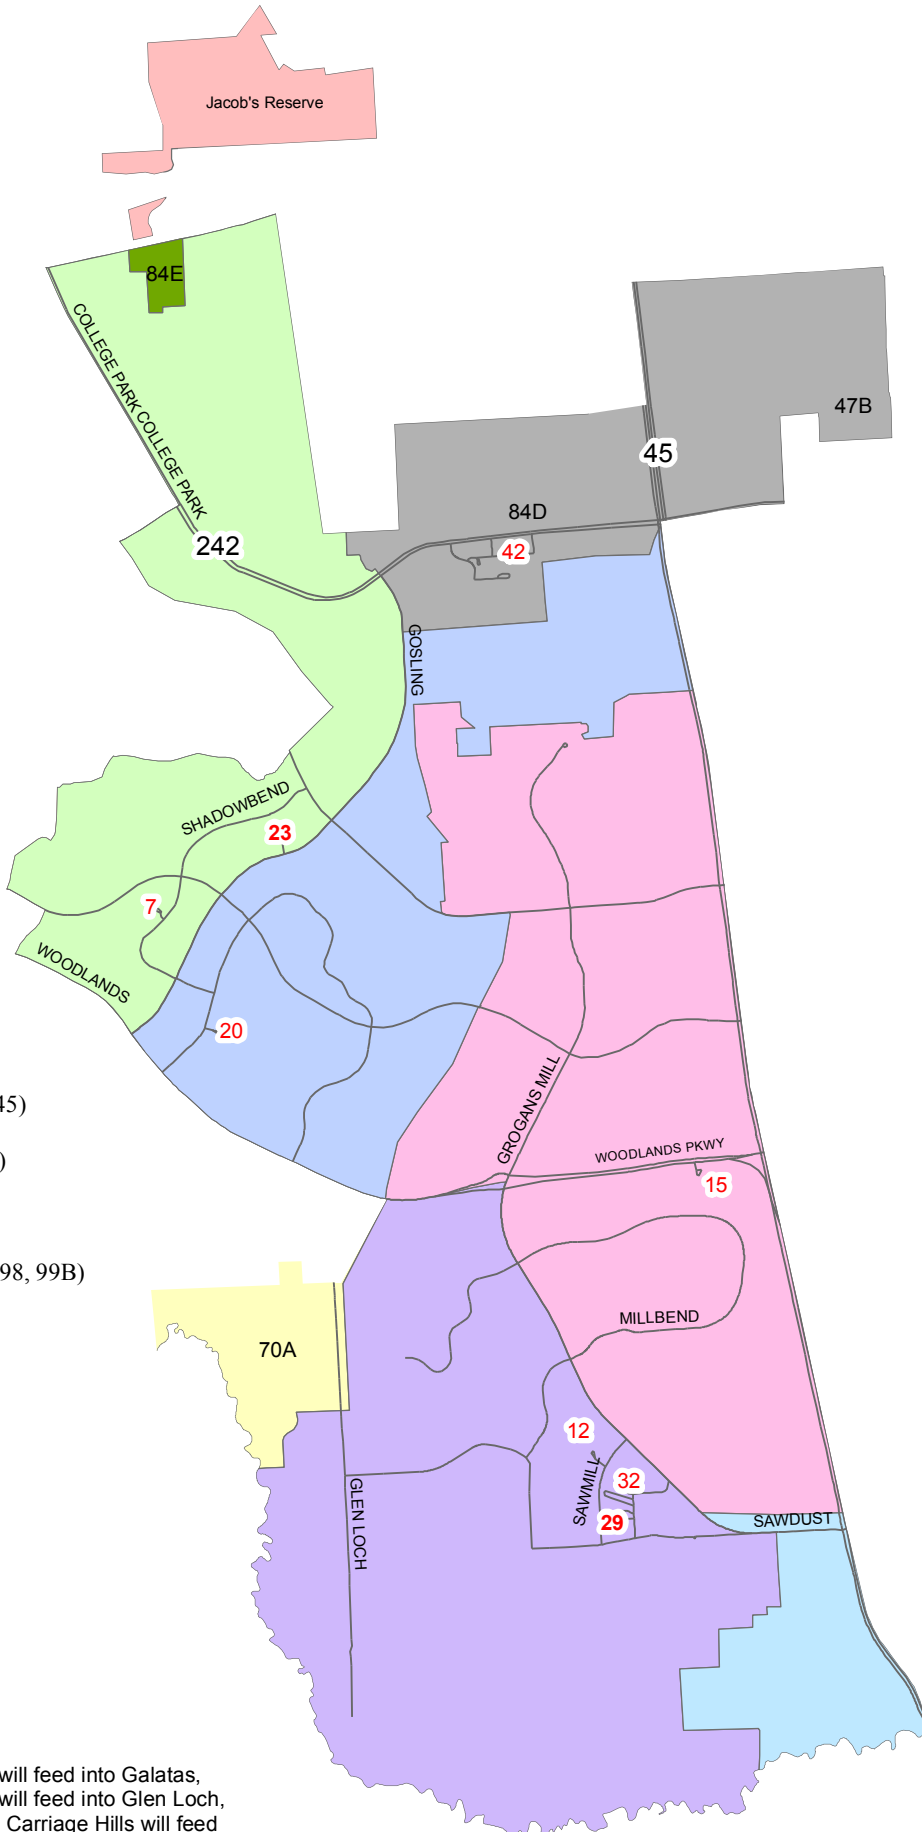 Jacob's Reserve
84E
COLLEGE PARK COLLEGE PARK
47B
45
84D
242
42
GOSLING
SHADOWBEND
23
7
WOODLANDS
20
45)
GROGANS MILL
)
WOODLANDS PKWY
15
98, 99B)
MILLBEND
70A
12
SAWMILL
32
29
SAWDUST
GLEN LOCH
will feed into Galatas,
will feed into Glen Loch,
Carriage Hills will feed